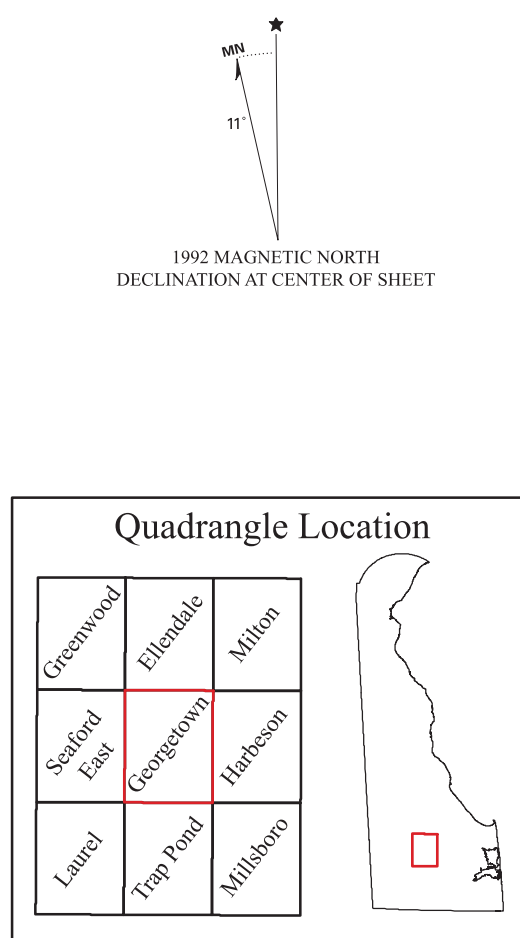 MN
11°
1992 MAGNETIC NORTH
DECLINATION AT CENTER OF SHEET
Quadrangle Location
Greenwood
Ellendale
Milton
Seaford
East
Georgetown
Harbeson
Laurel
Trap Pond
Millsboro